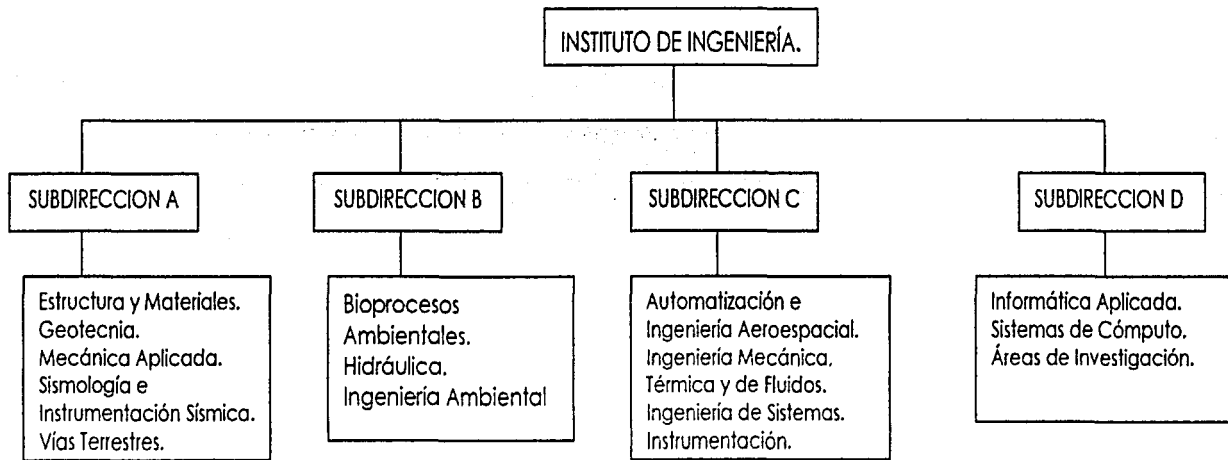 INSTITUTO DE INGENIERÍA.
SUBDIRECCION A
SUBDIRECCION B
SUBDIRECCION C
SUBDIRECCION D
Estructura y Materiales.
Geotecnia.
Mecánica Aplicada.
Sismología e
Instrumentación Sísmica.
Vías Terrestres.
Bioprocesos
Ambientales.
Hidráulica.
Ingeniería Ambiental
Automatización e
Ingeniería Aeroespacial.
Ingeniería Mecánica,
Térmica y de Fluidos.
Ingeniería de Sistemas.
Instrumentación.
Informática Aplicada.
Sistemas de Cómputo.
Áreas de Investigación.